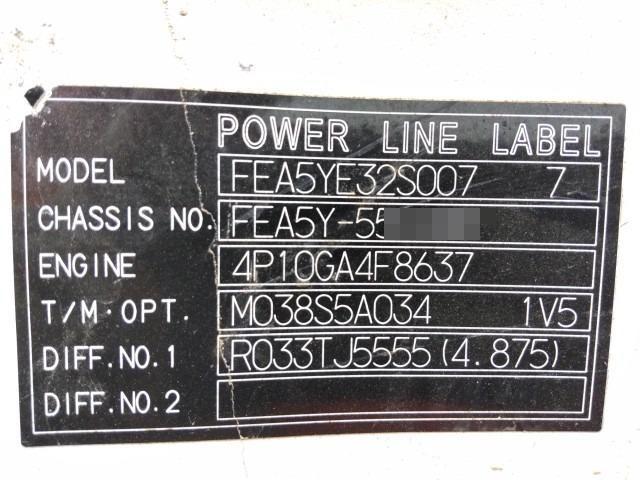 POWER LINE LABEL
MODEL FEA5YE32S007 7
CHASSIS NO. FEA5Y-55
ENGINE 4P10GA4F8637
T/M·OPT. M038S5A034 1V5
DIFF.NO.1 R033TJ5555(4.875)
DIFF.NO.2